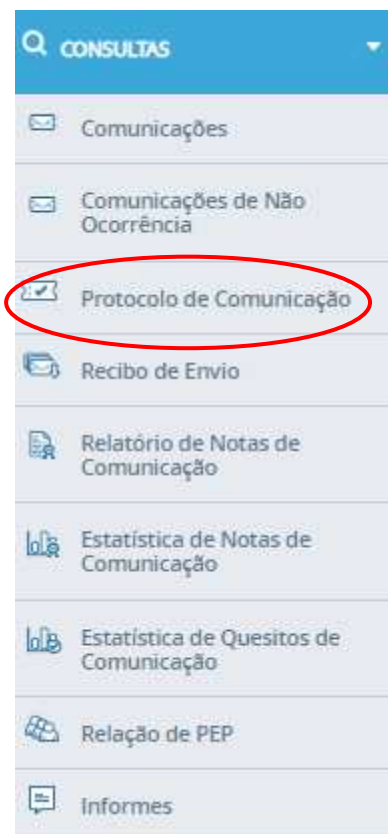 CONSULTAS
Comunicações
Comunicações de Não
Ocorrência
Protocolo de Comunicação
Recibo de Envio
Relatório de Notas de
Comunicação
Estatística de Notas de
Comunicação
Estatística de Quesitos de
Comunicação
Relação de PEP
Informes